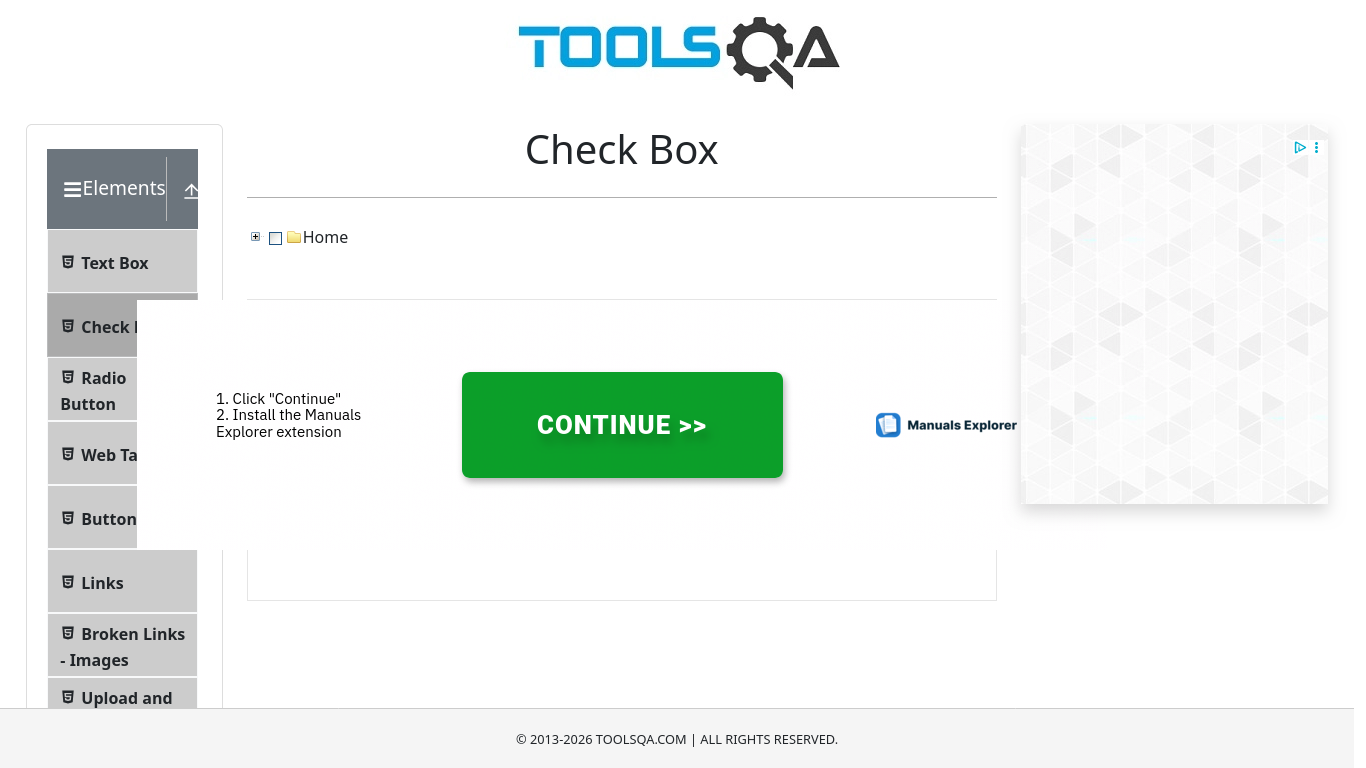 TOOLSQA
Check Box
Elements
Text Box
Check
Radio
Button
Web Ta
Button
Links
Broken Links
- Images
Upload and
Home
1. Click "Continue"
2. Install the Manuals
Explorer extension
CONTINUE >>
Manuals Explorer
© 2013-2026 TOOLSQA.COM | ALL RIGHTS RESERVED.